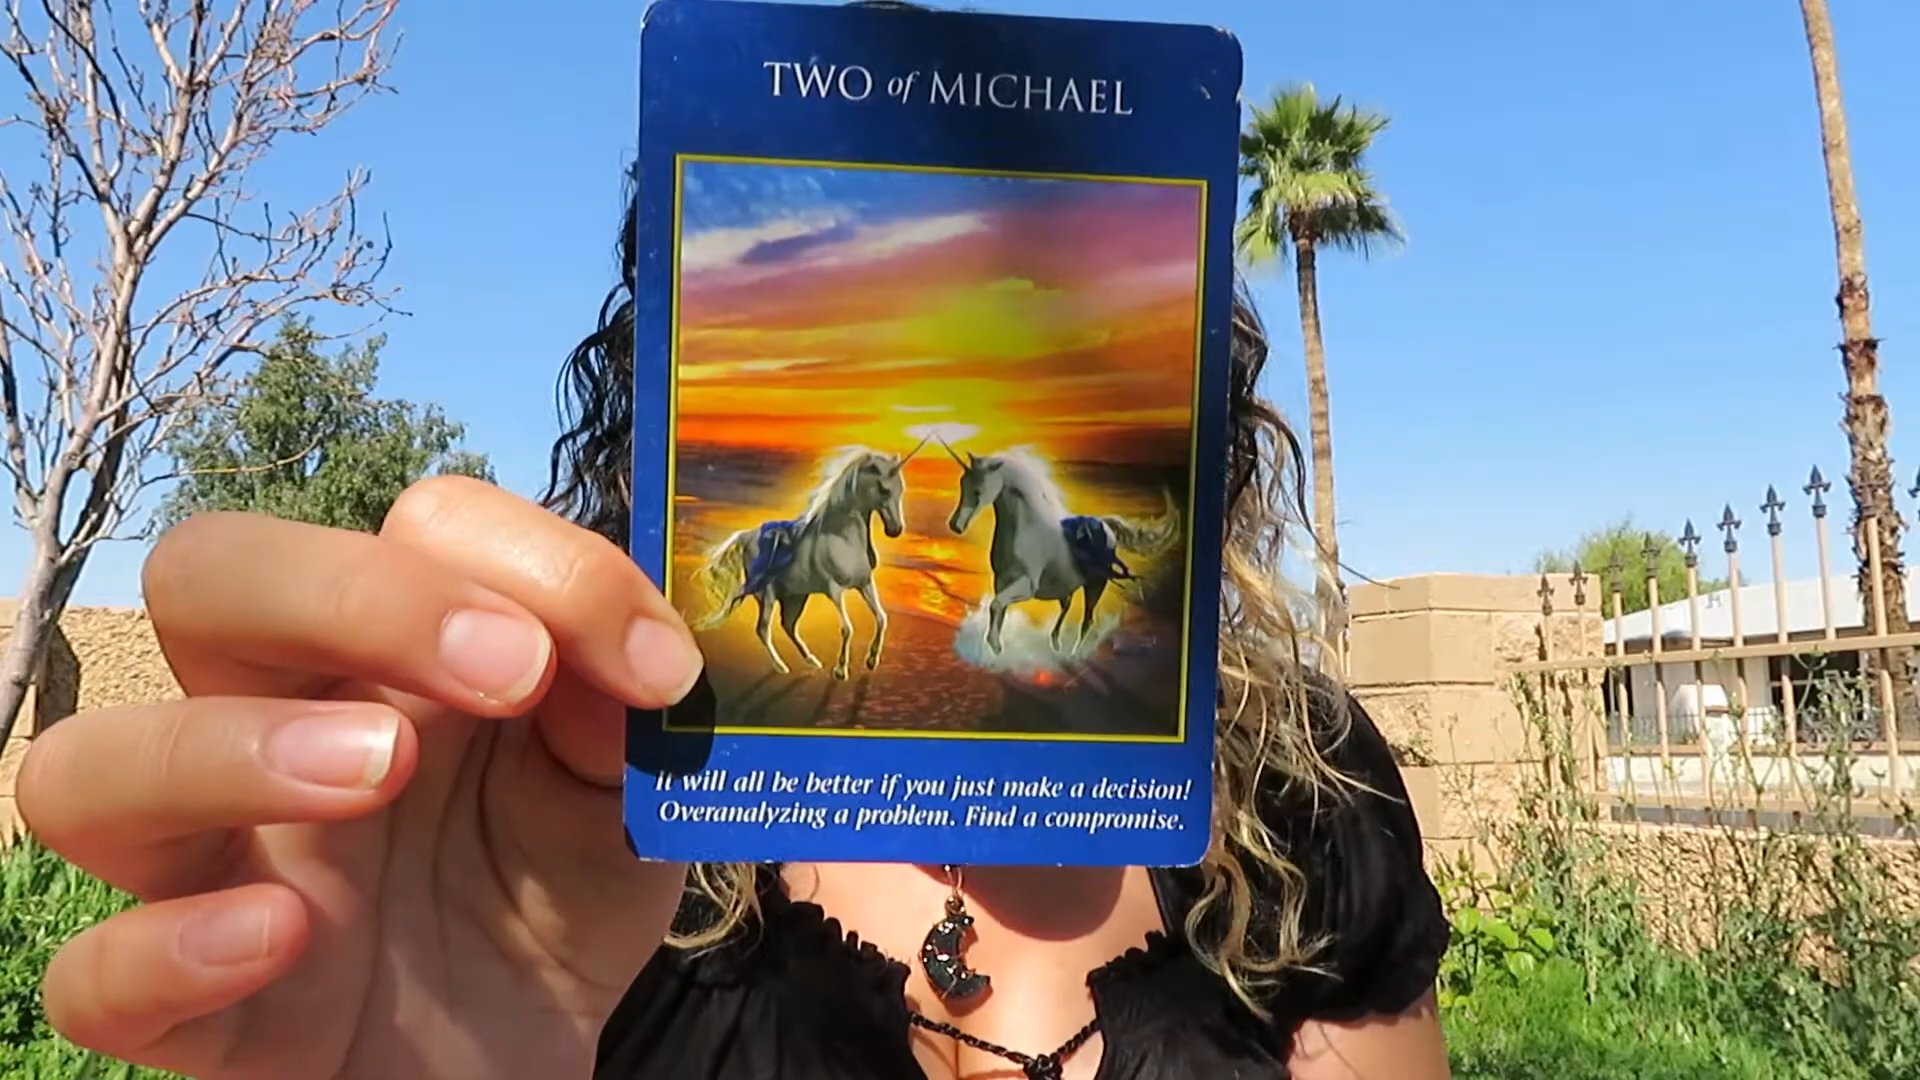 TWO of MICHAEL
It will all be better if you just make a decision!
Overanalyzing a problem. Find a compromise.